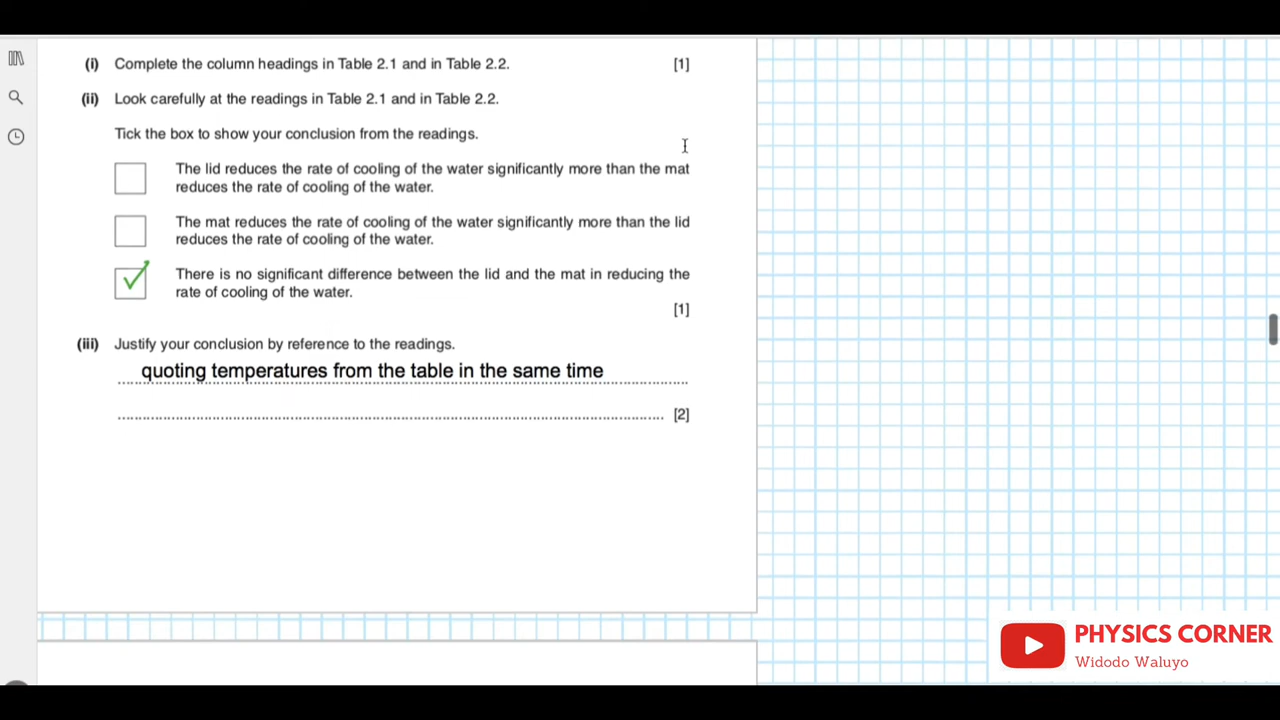 (i) Complete the column headings in Table 2.1 and in Table 2.2. [1]
(ii) Look carefully at the readings in Table 2.1 and in Table 2.2.
Tick the box to show your conclusion from the readings.
The lid reduces the rate of cooling of the water significantly more than the mat
reduces the rate of cooling of the water.
The mat reduces the rate of cooling of the water significantly more than the lid
reduces the rate of cooling of the water.
There is no significant difference between the lid and the mat in reducing the
rate of cooling of the water.
[1]
(iii) Justify your conclusion by reference to the readings.
quoting temperatures from the table in the same time
[2]
PHYSICS CORNER
Widodo Waluyo